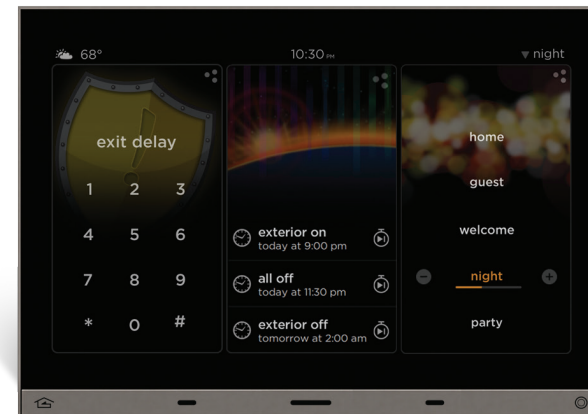 68°
10:30 PM
night
exit delay
1 2 3
4 5 6
7 8 9
* 0 #
exterior on
today at 9:00 pm
all off
today at 11:30 pm
exterior off
tomorrow at 2:00 am
home
guest
welcome
night
party